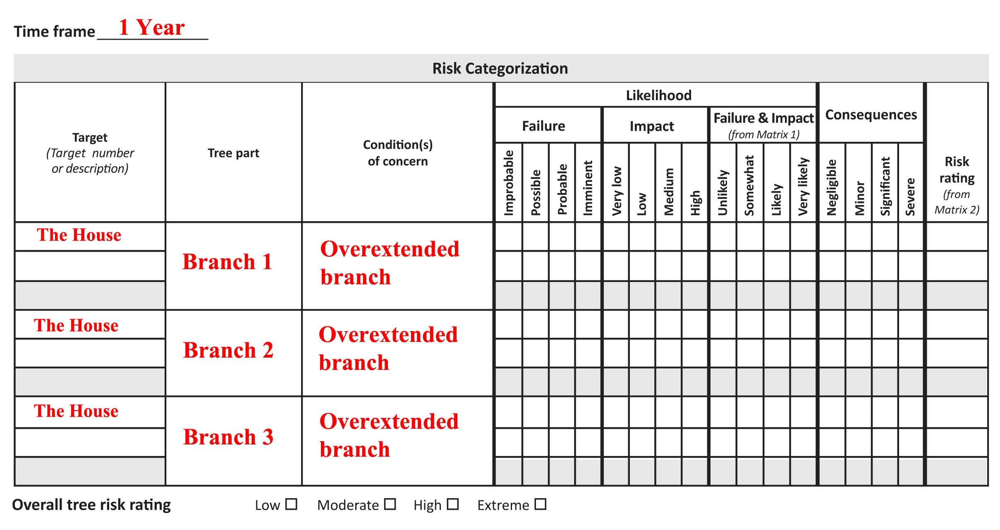 Time frame 1 Year
Risk Categorization
Likelihood
Failure
Impact
Failure & Impact
(from Matrix 1)
Consequences
Target
(Target number
or description)
Tree part
Condition(s)
of concern
Improbable
Possible
Probable
Imminent
Very low
Low
Medium
High
Unlikely
Somewhat
Likely
Very likely
Negligible
Minor
Significant
Severe
Risk
rating
(from
Matrix 2)
The House
Branch 1
Overextended
branch
The House
Branch 2
Overextended
branch
The House
Branch 3
Overextended
branch
Overall tree risk rating Low Moderate High Extreme